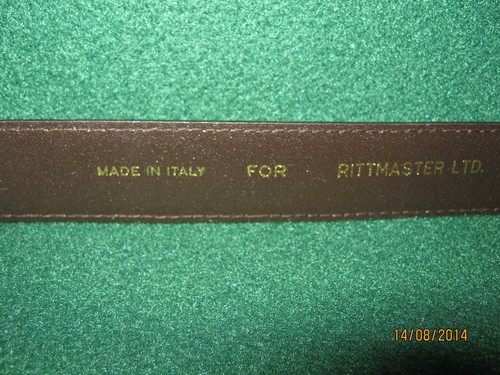 MADE IN ITALY FOR RITTMASTER LTD.
14/08/2014